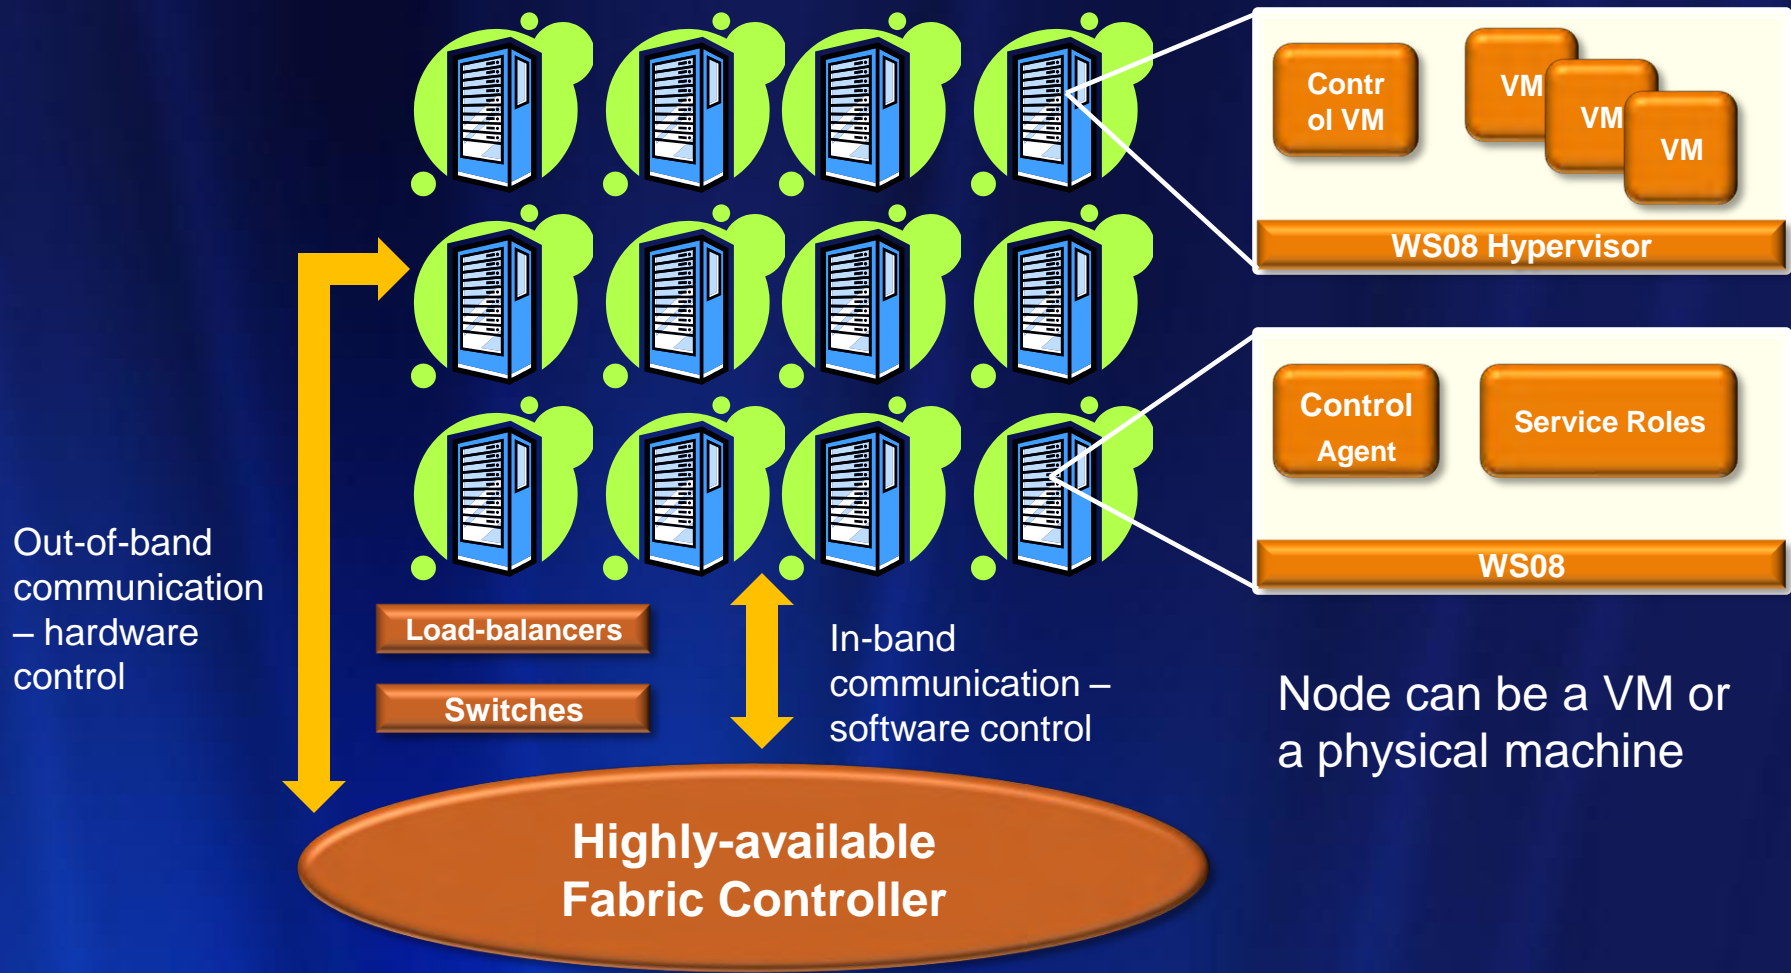 Contr
ol VM
VM
VM
VM
WS08 Hypervisor
Control
Agent
Service Roles
WS08
Out-of-band
communication
– hardware
control
Load-balancers
Switches
In-band
communication –
software control
Node can be a VM or
a physical machine
Highly-available
Fabric Controller